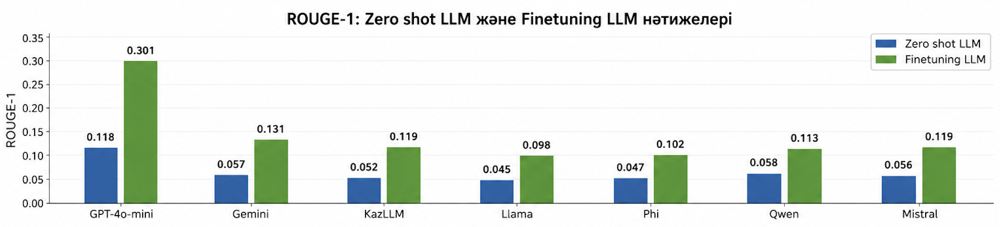 ROUGE-1: Zero shot LLM және Finetuning LLM нәтижелері
ROUGE-1
0.35
0.30
0.25
0.20
0.15
0.10
0.05
0.00
Zero shot LLM
Finetuning LLM
0.118
0.301
0.057
0.131
0.052
0.119
0.045
0.098
0.047
0.102
0.058
0.113
0.056
0.119
GPT-4o-mini
Gemini
KazLLM
Llama
Phi
Qwen
Mistral